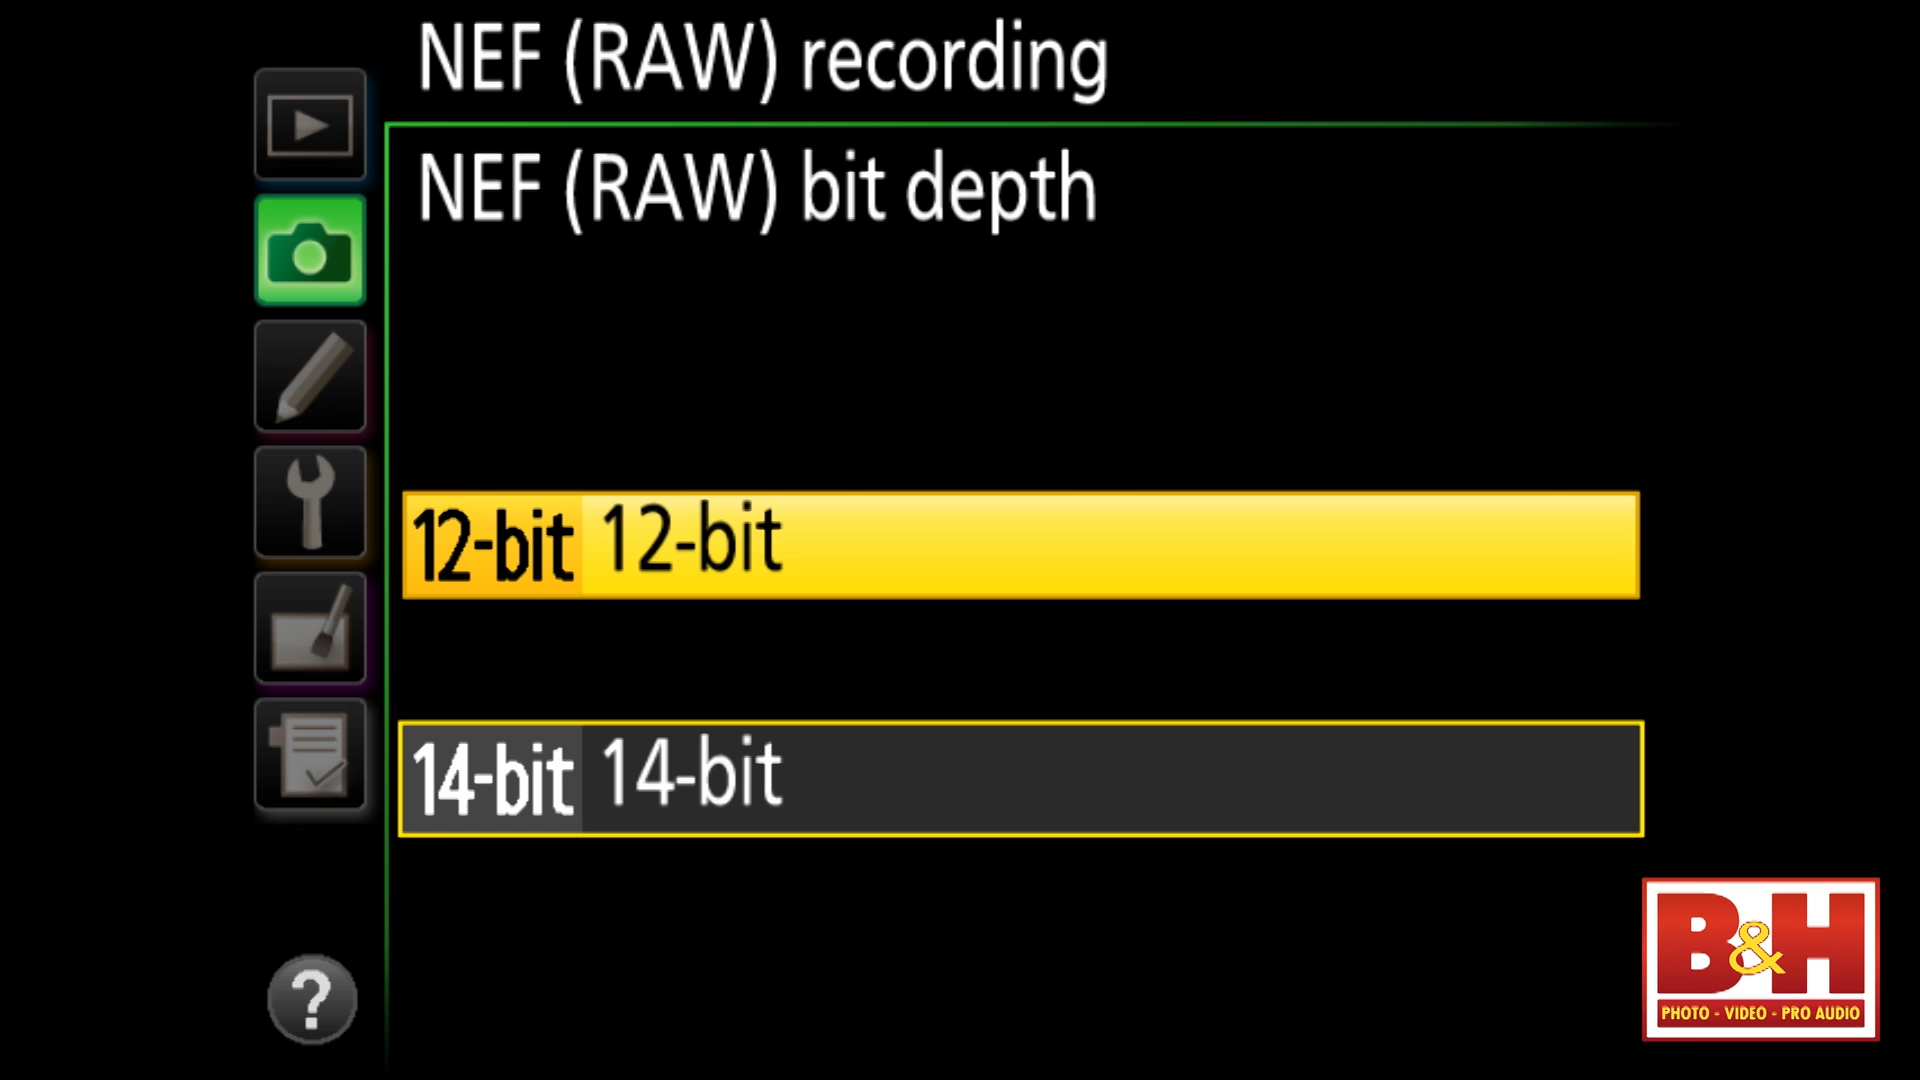 NEF (RAW) recording
NEF (RAW) bit depth
12-bit 12-bit
14-bit 14-bit
?
B&H
PHOTO - VIDEO - PRO AUDIO